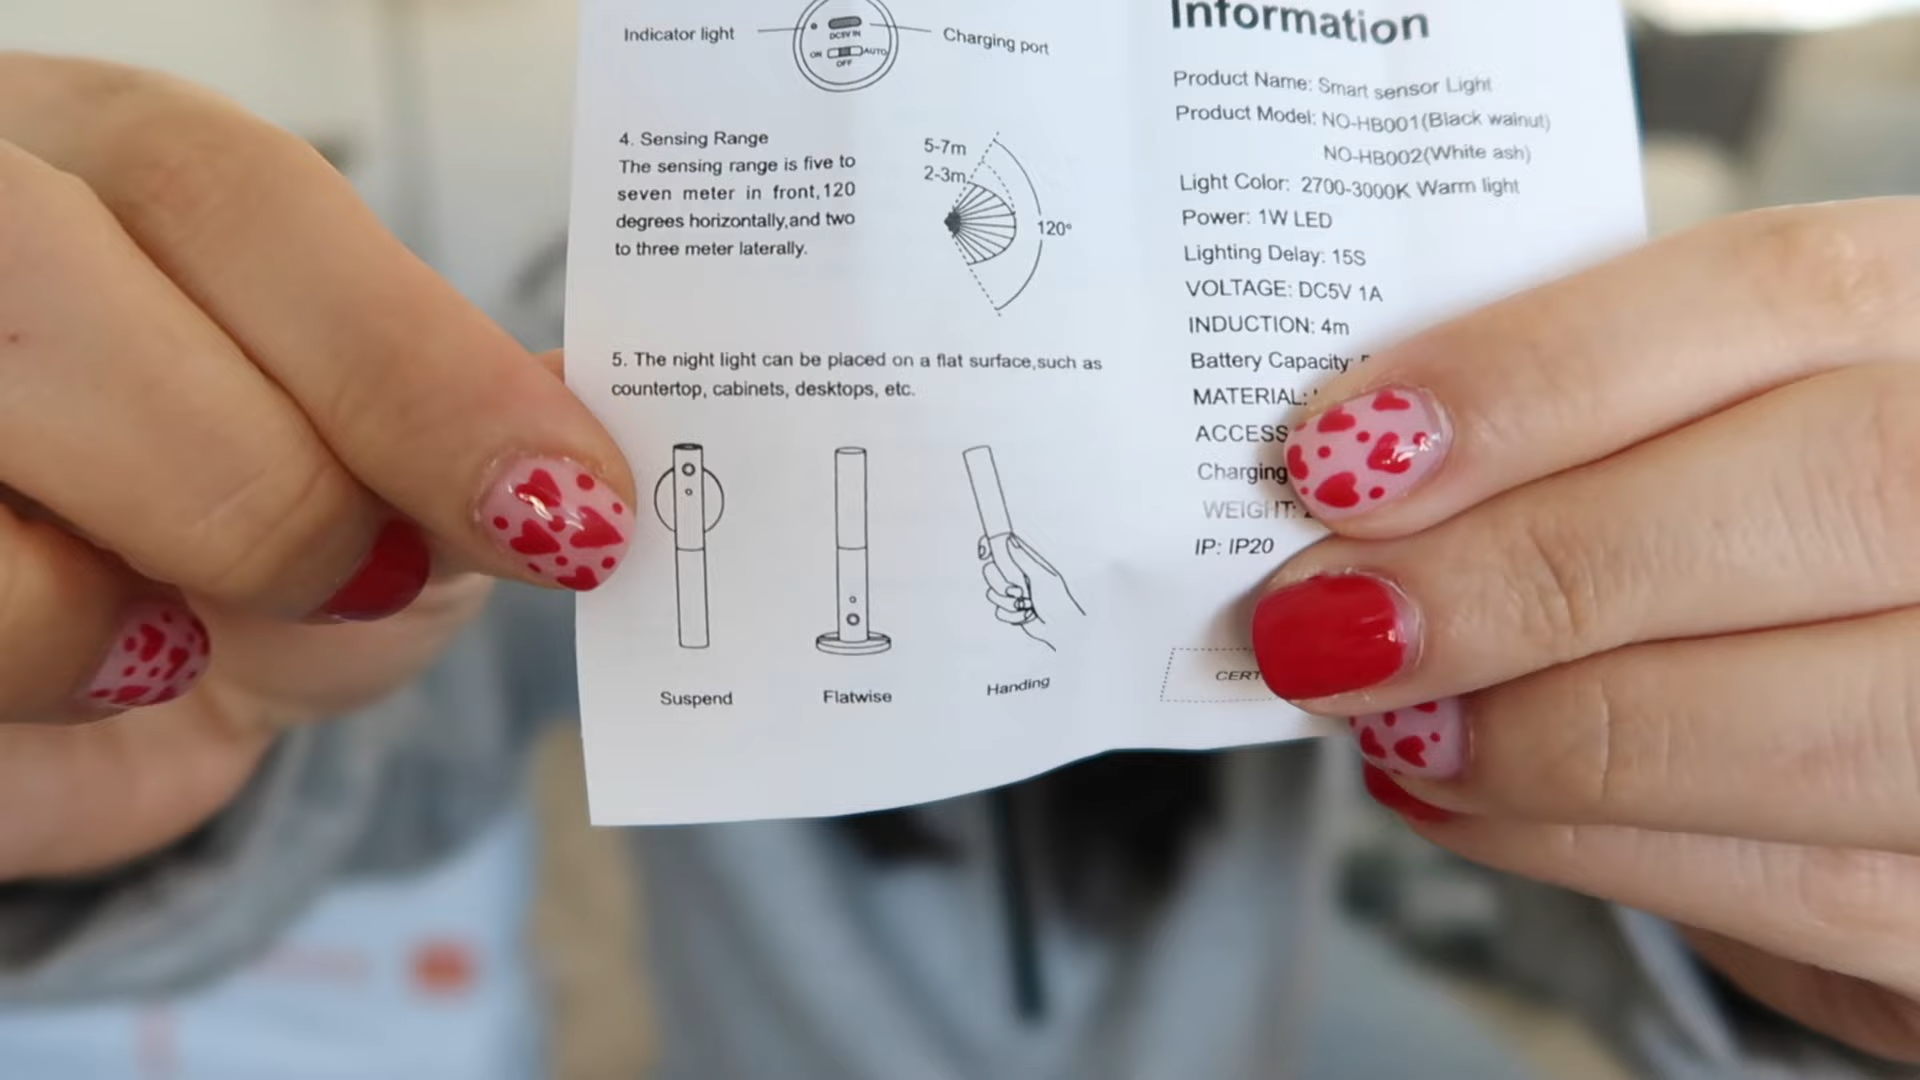 Indicator light
Charging port
DC5V IN
ON
AUTO
OFF
4. Sensing Range
The sensing range is five to
seven meter in front,120
degrees horizontally,and two
to three meter laterally.
5-7m
2-3m
120°
5. The night light can be placed on a flat surface,such as
countertop, cabinets, desktops, etc.
Suspend
Flatwise
Handing
Information
Product Name: Smart sensor Light
Product Model: NO-HB001(Black walnut)
NO-HB002(White ash)
Light Color: 2700-3000K Warm light
Power: 1W LED
Lighting Delay: 15S
VOLTAGE: DC5V 1A
INDUCTION: 4m
Battery Capacity:
MATERIAL:
ACCESS
Charging
WEIGHT:
IP: IP20
CERT